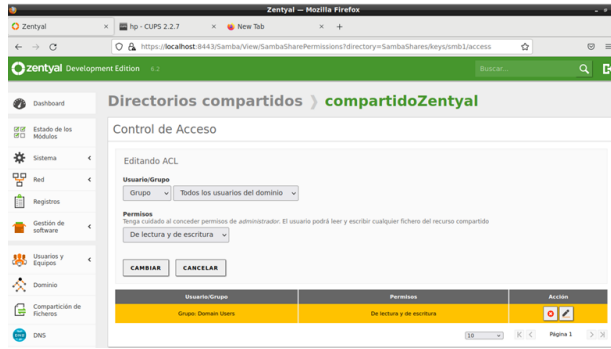 Zentyal — Mozilla Firefox
Zentyal
hp - CUPS 2.2.7
New Tab
https://localhost:8443/Samba/View/SambaSharePermissions?directory=SambaShares/keys/smb1/access
zentyal Development Edition 6.2
Buscar...
Dashboard
Estado de los
Módulos
Sistema
Red
Registros
Gestión de
software
Usuarios y
Equipos
Dominio
Compartición de
Ficheros
DNS
Directorios compartidos
compartidoZentyal
Control de Acceso
Editando ACL
Usuario/Grupo
Grupo
Todos los usuarios del dominio
Permisos
Tenga cuidado al conceder permisos de administrador. El usuario podrá leer y escribir cualquier fichero del recurso compartido
De lectura y de escritura
CAMBIAR
CANCELAR
Usuario/Grupo
Permisos
Acción
Grupo: Domain Users
De lectura y de escritura
10
Página 1